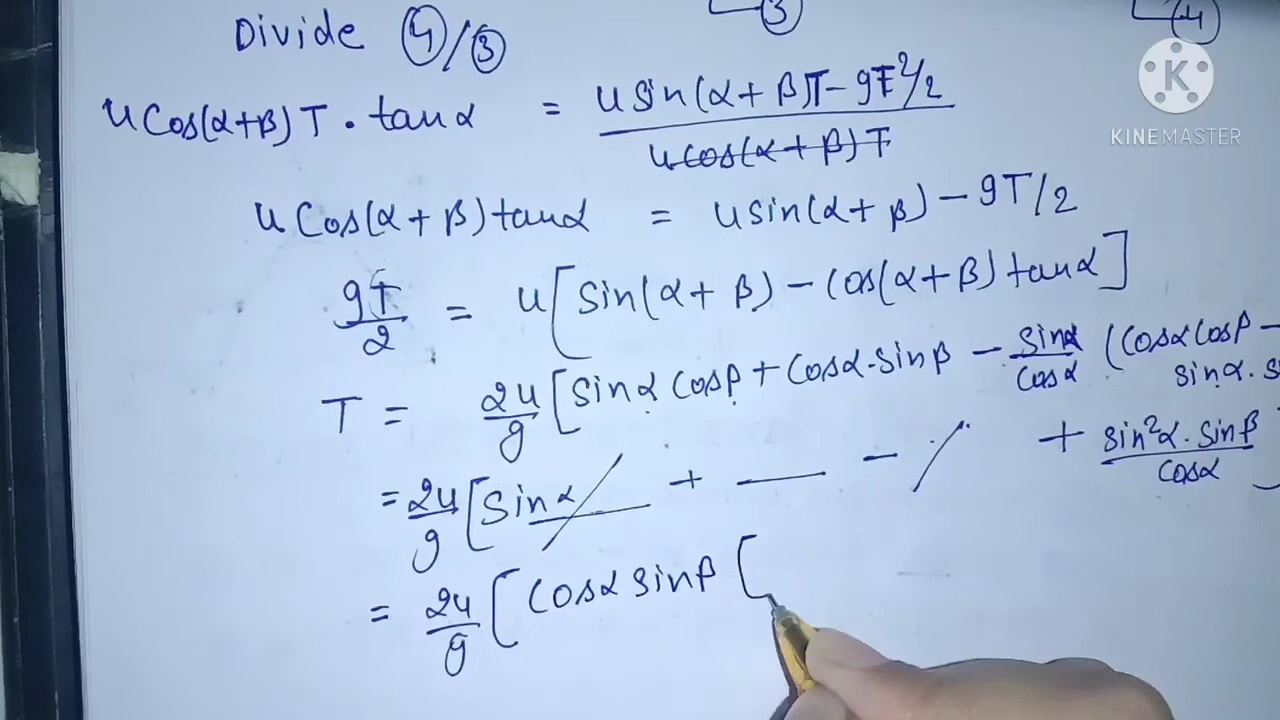 Divide ④/③
③
④
K
KINEMASTER
u Cos(α+β)T · tanα = (u sin(α+β)T - gT²/2) / (u cos(α+β)T)
u Cos(α+β) tanα = u sin(α+β) - gT/2
gT/2 = u[ Sin(α+β) - Cos(α+β) tanα ]
T = 2u/g [ Sinα Cosβ + Cosα · Sinβ - Sinα/Cosα (Cosα Cosβ - sinα · s
= 2u/g [ Sinα + — - + sin²α · Sinβ / Cosα ]
= 2u/g [ Cosα Sinβ [